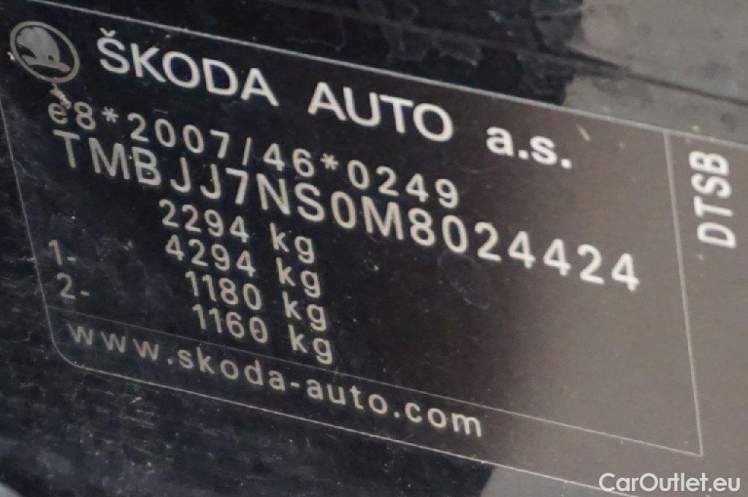 ŠKODA AUTO a.s.
e8*2007/46*0249
TMBJJ7NS0M8024424
2294 kg
4294 kg
1- 1180 kg
2- 1160 kg
www.skoda-auto.com
DTSB
CarOutlet.eu